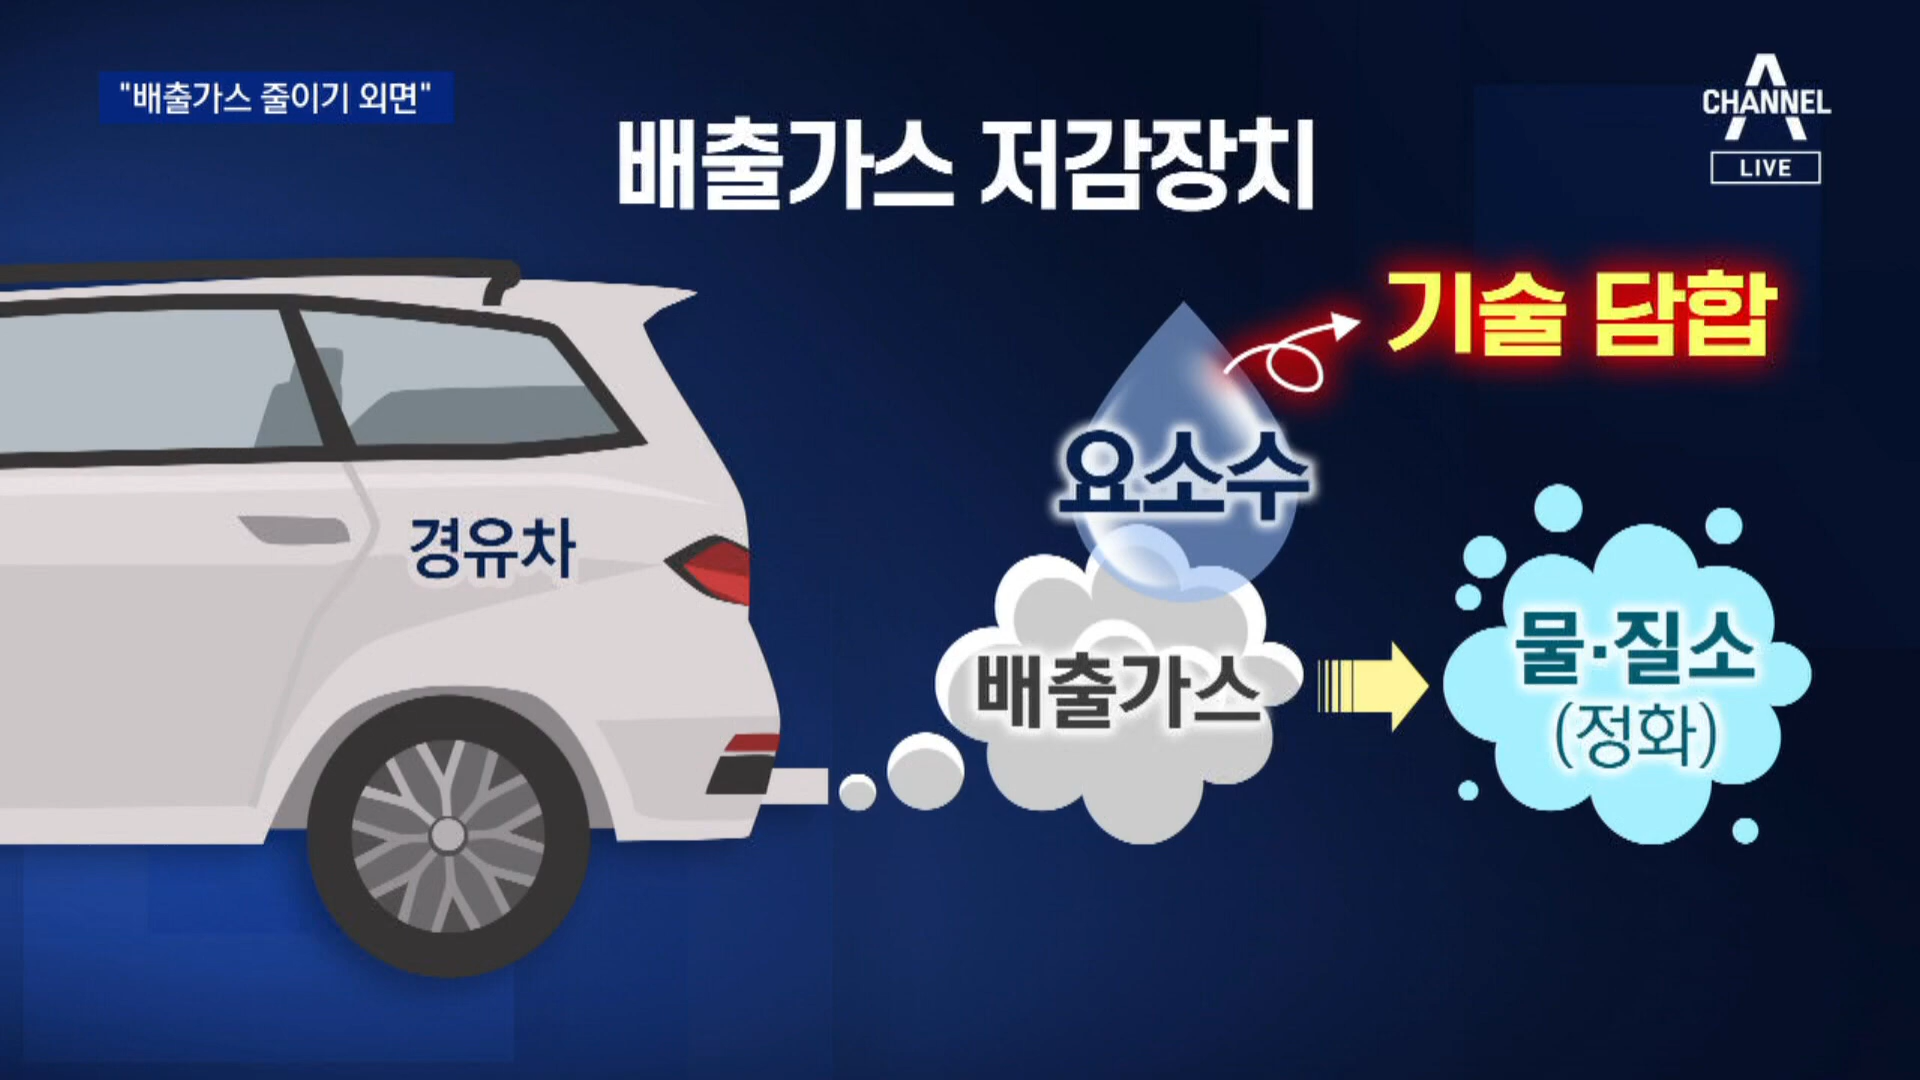 "배출가스 줄이기 외면"
CHANNEL A
LIVE
배출가스 저감장치
기술 담합
요소수
경유차
배출가스
물·질소
(정화)